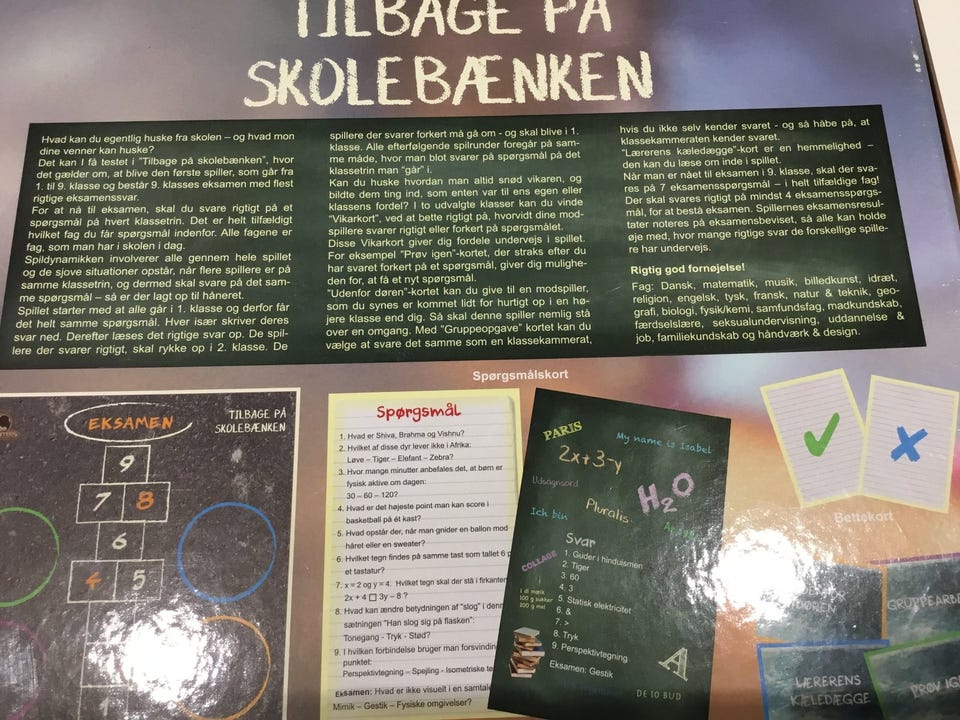 TILBAGE PÅ
SKOLEBÆNKEN
Hvad kan du egentlig huske fra skolen – og hvad mon
dine venner kan huske?
Det kan I få testet i "Tilbage på skolebænken", hvor
det gælder om, at blive den første spiller, som går fra
1. til 9. klasse og består 9. klasses eksamen med flest
rigtige eksamenssvar.
For at nå til eksamen, skal du svare rigtigt på et
spørgsmål på hvert klassetrin. Det er helt tilfældigt
hvilket fag du får spørgsmål indenfor. Alle fagene er
fag, som man har i skolen i dag.
Spildynamikken involverer alle gennem hele spillet
og de sjove situationer opstår, når flere spillere er på
samme klassetrin, og dermed skal svare på det sam-
me spørgsmål – så er der lagt op til håneret.
Spillet starter med at alle går i 1. klasse og derfor får
det helt samme spørgsmål. Hver især skriver deres
svar ned. Derefter læses det rigtige svar op. De spil-
lere der svarer rigtigt, skal rykke op i 2. klasse. De
spillere der svarer forkert må gå om - og skal blive i 1.
klasse. Alle efterfølgende spilrunder foregår på sam-
me måde, hvor man blot svarer på spørgsmål på det
klassetrin man "går" i.
Kan du huske hvordan man altid snød vikaren, og
bildte dem ting ind, som enten var til ens egen eller
klassens fordel? I to udvalgte klasser kan du vinde
"Vikarkort", ved at bette rigtigt på, hvorvidt dine mod-
spillere svarer rigtigt eller forkert på spørgsmålet.
Disse Vikarkort giver dig fordele undervejs i spillet.
For eksempel "Prøv igen"-kortet, der straks efter du
har svaret forkert på et spørgsmål, giver dig mulighe-
den for, at få et nyt spørgsmål.
"Udenfor døren"-kortet kan du give til en modspiller,
som du synes er kommet lidt for hurtigt op i en hø-
jere klasse end dig. Så skal denne spiller nemlig stå
over en omgang. Med "Gruppeopgave" kortet kan du
vælge at svare det samme som en klassekammerat,
hvis du ikke selv kender svaret - og så håbe på, at
klassekammeraten kender svaret.
"Lærerens kæledægge"-kort er en hemmelighed –
den kan du læse om inde i spillet.
Når man er nået til eksamen i 9. klasse, skal der sva-
res på 7 eksamensspørgsmål – i helt tilfældige fag!
Der skal svares rigtigt på mindst 4 eksamensspørgs-
mål, for at bestå eksamen. Spillernes eksamensresul-
tater noteres på eksamensbeviset, så alle kan holde
øje med, hvor mange rigtige svar de forskellige spille-
re har undervejs.
Rigtig god fornøjelse!
Fag: Dansk, matematik, musik, billedkunst, idræt,
religion, engelsk, tysk, fransk, natur & teknik, geo-
grafi, biologi, fysik/kemi, samfundsfag, madkundskab,
færdselslære, seksualundervisning, uddannelse &
job, familiekundskab og håndværk & design.
Spørgsmålskort
EKSAMEN
TILBAGE PÅ
SKOLEBÆNKEN
9
7 8
6
4 5
Spørgsmål
1. Hvad er Shiva, Brahma og Vishnu?
2. Hvilket af disse dyr lever ikke i Afrika:
Løve – Tiger – Elefant – Zebra?
3. Hvor mange minutter anbefales det, at børn er
fysisk aktive om dagen:
30 – 60 – 120?
4. Hvad er det højeste point man kan score i
basketball på ét kast?
5. Hvad opstår der, når man gnider en ballon mod
håret eller en sweater?
6. Hvilket tegn findes på samme tast som tallet 6 p
et tastatur?
7. x = 2 og y = 4. Hvilket tegn skal der stå i firkanten
2x + 4 □ 3y – 8 ?
8. Hvad kan ændre betydningen af "slog" i denn
sætningen "Han slog sig på flasken":
Tonegang - Tryk - Stød?
9. I hvilken forbindelse bruger man forsvindin
punktet:
Perspektivtegning – Spejling - Isometriske te
Eksamen: Hvad er ikke visuelt i en samtale
Mimik – Gestik – Fysiske omgivelser?
PARIS
My name is Isabel
2x+3-y
Udsagnsord
H2O
Pluralis
Ich bin
COLLAGE
1 dl mælk
100 g sukker
200 g mel
Svar
1. Guder i hinduismen
2. Tiger
3. 60
4. 3
5. Statisk elektricitet
6. &
7. >
8. Tryk
9. Perspektivtegning
Eksamen: Gestik
A
DE 10 BUD
Bettekort
DØREN
GRUPPEARBE
LÆRERENS
KÆLEDÆGGE
PRØV IGE